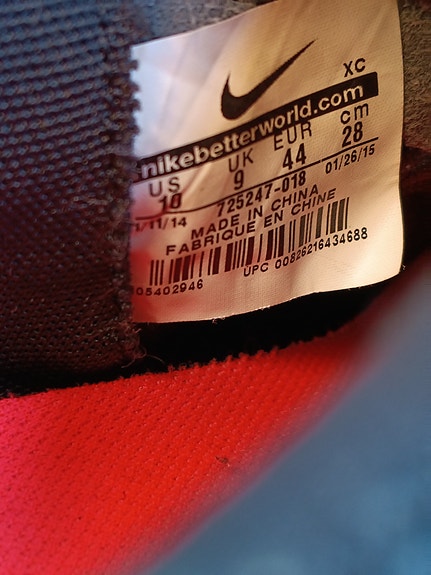 XC
nikebetterworld.com
US UK EUR cm
10 9 44 28
1/11/14 725247-018 01/26/15
MADE IN CHINA
FABRIQUE EN CHINE
05402946 UPC 00826216434688